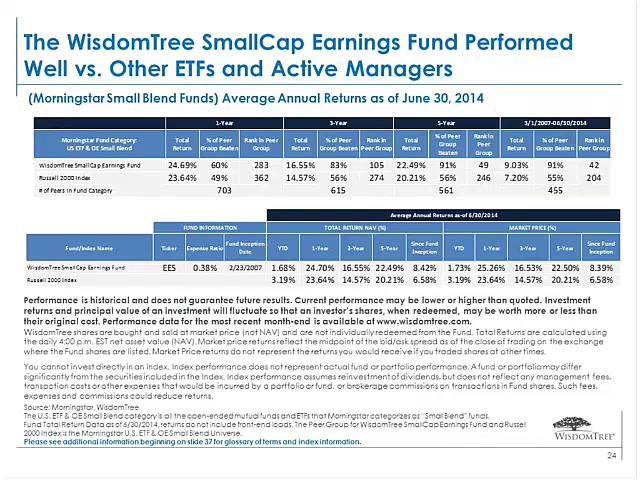 The WisdomTree SmallCap Earnings Fund Performed
Well vs. Other ETFs and Active Managers
(Morningstar Small Blend Funds) Average Annual Returns as of June 30, 2014
1-Year 3-Year 5-Year 3/1/2007-06/30/2014
Morningstar Fund Category: US ETF & OE Small Blend Total Return % of Peer Group Beaten Rank in Peer Group Total Return % of Peer Group Beaten Rank in Peer Group Total Return % of Peer Group Beaten Rank in Peer Group Total Return % of Peer Group Beaten Rank in Peer Group
WisdomTree SmallCap Earnings Fund 24.69% 60% 283 16.55% 83% 105 22.49% 91% 49 9.03% 91% 42
Russell 2000 Index 23.64% 49% 362 14.57% 56% 274 20.21% 56% 246 7.20% 55% 204
# of Peers in Fund Category 703 615 561 455
Average Annual Returns as-of 6/30/2014
FUND INFORMATION TOTAL RETURN NAV (%) MARKET PRICE (%)
Fund/Index Name Ticker Expense Ratio Fund Inception Date YTD 1-Year 3-Year 5-Year Since Fund Inception YTD 1-Year 3-Year 5-Year Since Fund Inception
WisdomTree SmallCap Earnings Fund EES 0.38% 2/23/2007 1.68% 24.70% 16.55% 22.49% 8.42% 1.73% 25.26% 16.53% 22.50% 8.39%
Russell 2000 Index 3.19% 23.64% 14.57% 20.21% 6.58% 3.19% 23.64% 14.57% 20.21% 6.58%
Performance is historical and does not guarantee future results. Current performance may be lower or higher than quoted. Investment
returns and principal value of an investment will fluctuate so that an investor's shares, when redeemed, may be worth more or less than
their original cost. Performance data for the most recent month-end is available at www.wisdomtree.com.
WisdomTree shares are bought and sold at market price (not NAV) and are not individually redeemed from the Fund. Total Returns are calculated using
the daily 4:00 p.m. EST net asset value (NAV). Market price returns reflect the midpoint of the bid/ask spread as of the close of trading on the exchange
where the Fund shares are listed. Market Price returns do not represent the returns you would receive if you traded shares at other times.
You cannot invest directly in an Index. Index performance does not represent actual fund or portfolio performance. A fund or portfolio may differ
significantly from the securities included in the Index. Index performance assumes reinvestment of dividends, but does not reflect any management fees,
transaction costs or other expenses that would be incurred by a portfolio or fund, or brokerage commissions on transactions in Fund shares. Such fees,
expenses and commissions could reduce returns.
Source: Morningstar, WisdomTree
The U.S. ETF & OE Small Blend category is all the open-ended mutual funds and ETFs that Morningstar categorizes as "Small Blend" funds.
Fund Total Return Data as of 6/30/2014, returns do not include front-end loads. The Peer Group for WisdomTree SmallCap Earnings Fund and Russell
2000 Index is the Morningstar U.S. ETF & OE Small Blend Universe.
Please see additional information beginning on slide 37 for glossary of terms and index information.
WISDOMTREE®
24